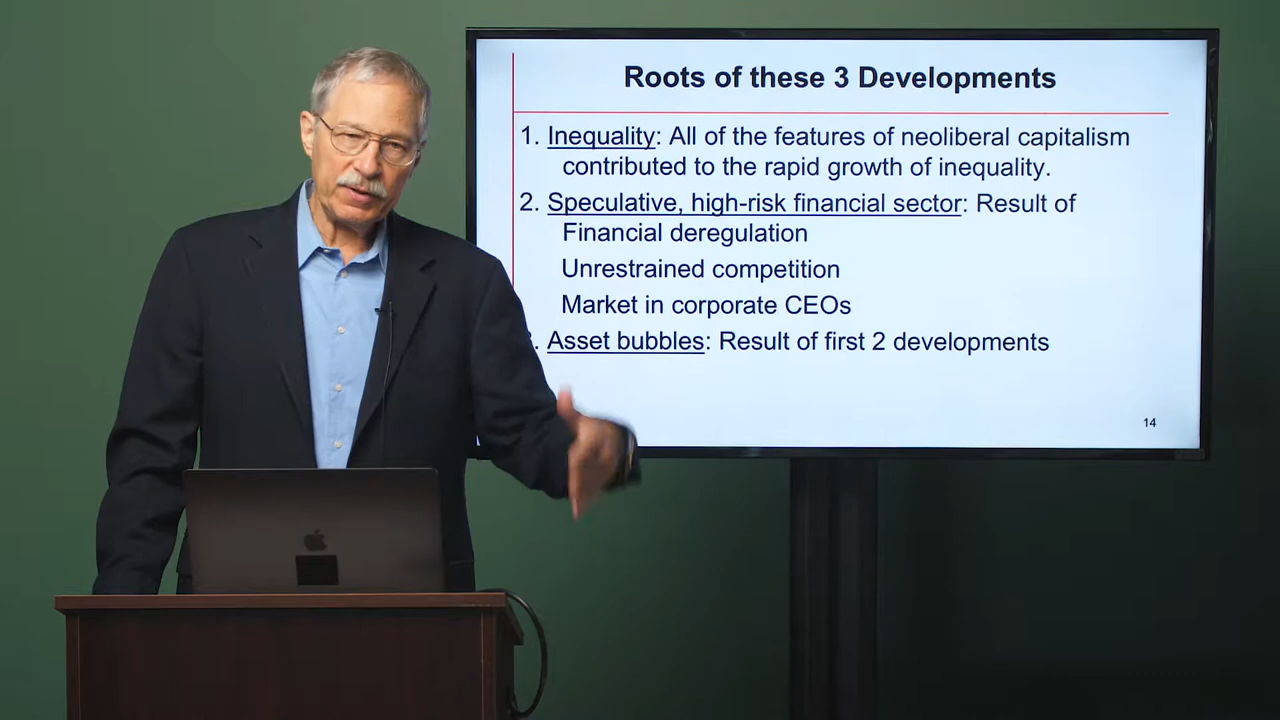 Roots of these 3 Developments
1. Inequality: All of the features of neoliberal capitalism
contributed to the rapid growth of inequality.
2. Speculative, high-risk financial sector: Result of
Financial deregulation
Unrestrained competition
Market in corporate CEOs
. Asset bubbles: Result of first 2 developments
14